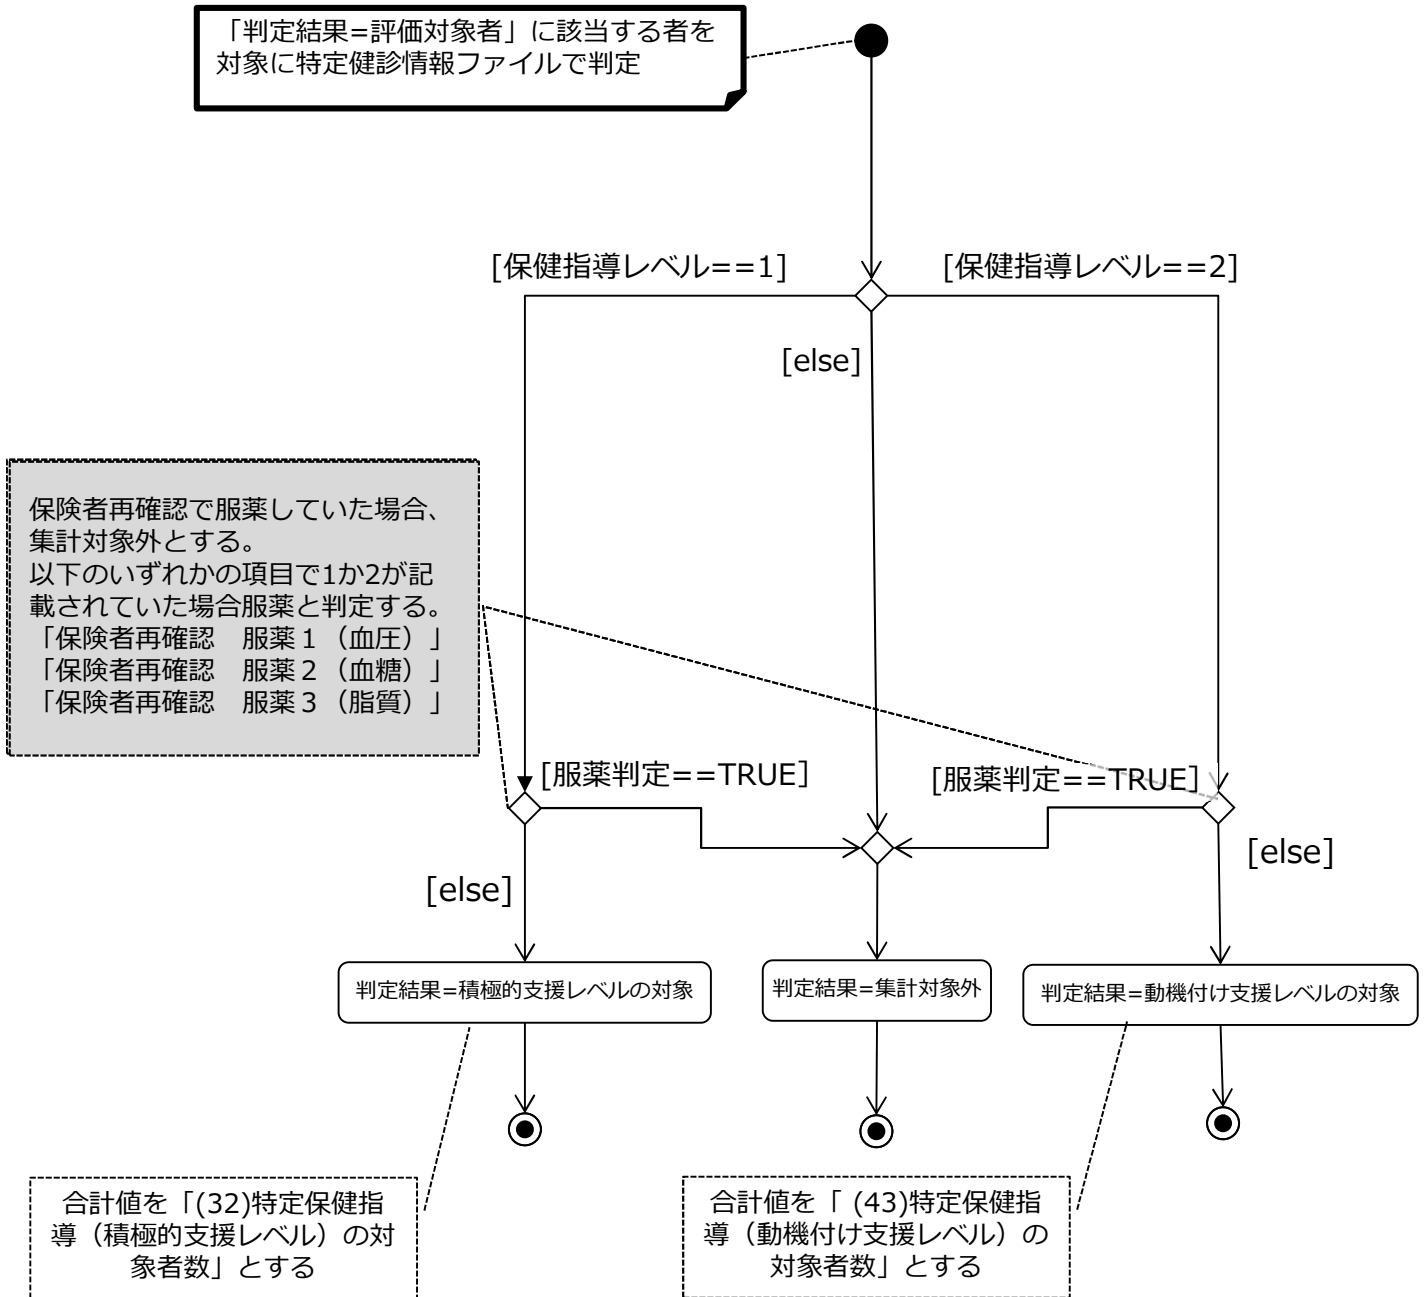 「判定結果=評価対象者」に該当する者を
対象に特定健診情報ファイルで判定
[保健指導レベル==1]
[保健指導レベル==2]
[else]
保険者再確認で服薬していた場合、
集計対象外とする。
以下のいずれかの項目で1か2が記
載されていた場合服薬と判定する。
「保険者再確認　服薬１（血圧）」
「保険者再確認　服薬２（血糖）」
「保険者再確認　服薬３（脂質）」
[服薬判定==TRUE］
[服薬判定==TRUE］
[else]
[else]
判定結果=積極的支援レベルの対象
判定結果=集計対象外
判定結果=動機付け支援レベルの対象
合計値を「(32)特定保健指
導（積極的支援レベル）の対
象者数」とする
合計値を「 (43)特定保健指
導（動機付け支援レベル）の
対象者数」とする